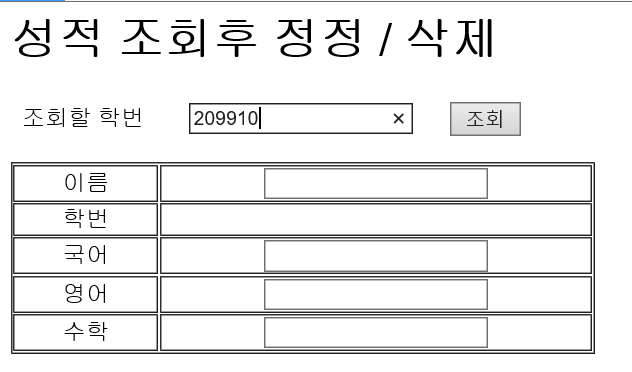 성적 조회후 정정 / 삭제
조회할 학번 209910 × 조회
이름
학번
국어
영어
수학